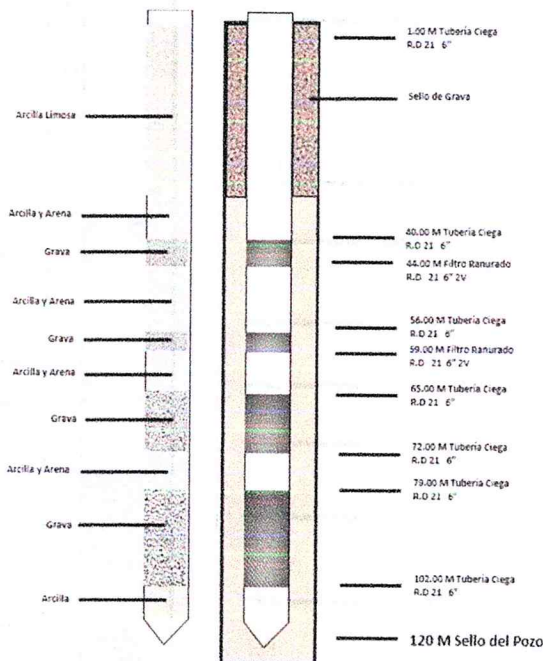 Arcilla Limosa
Arcilla y Arena
Grava
Arcilla y Arena
Grava
Arcilla y Arena
Grava
Arcilla y Arena
Grava
Arcilla
1.00 M Tuberia Ciega
R.D 21 6"
Sello de Grava
40.00 M Tuberia Ciega
R.D 21 6"
44.00 M Filtro Ranurado
R.D 21 6" 2V
56.00 M Tuberia Ciega
R.D 21 6"
59.00 M Filtro Ranurado
R.D 21 6" 2V
65.00 M Tuberia Ciega
R.D 21 6"
72.00 M Tuberia Ciega
R.D 21 6"
79.00 M Tuberia Ciega
R.D 21 6"
102.00 M Tuberia Ciega
R.D 21 6"
120 M Sello del Pozo